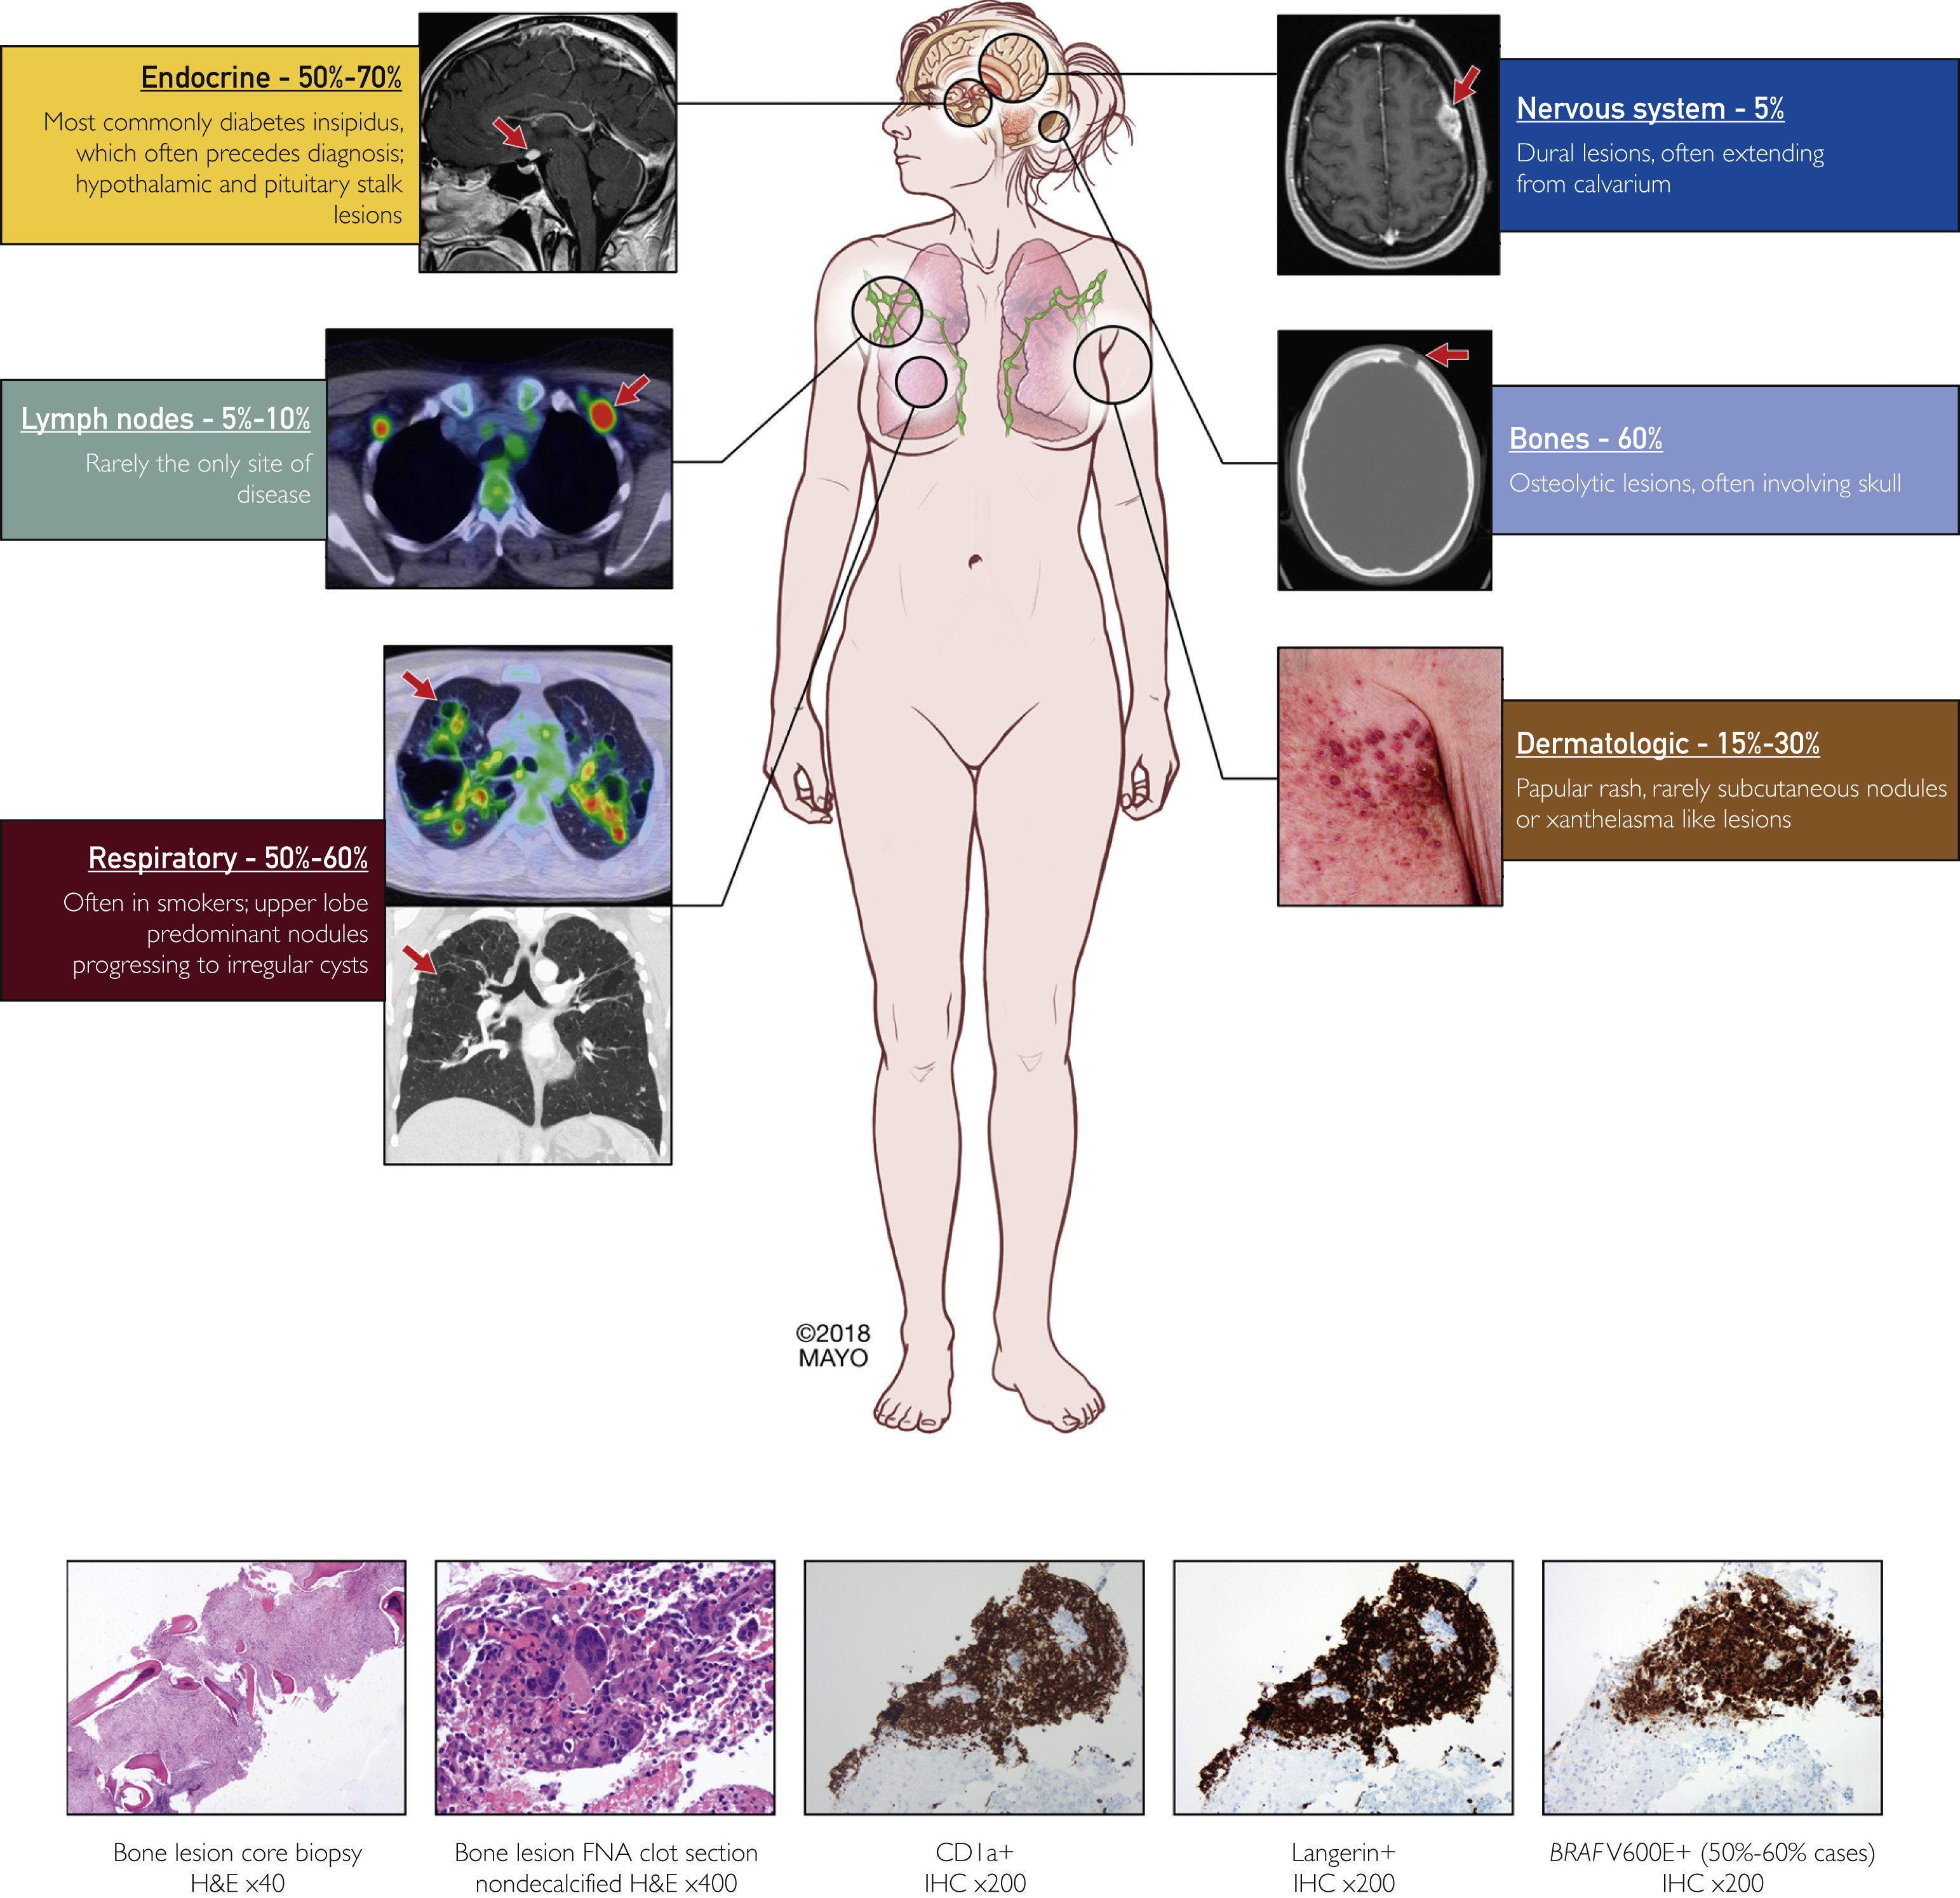 Endocrine - 50%-70%
Most commonly diabetes insipidus,
which often precedes diagnosis;
hypothalamic and pituitary stalk
lesions
Nervous system - 5%
Dural lesions, often extending
from calvarium
Lymph nodes - 5%-10%
Rarely the only site of
disease
Bones - 60%
Osteolytic lesions, often involving skull
Respiratory - 50%-60%
Often in smokers; upper lobe
predominant nodules
progressing to irregular cysts
Dermatologic - 15%-30%
Papular rash, rarely subcutaneous nodules
or xanthelasma like lesions
©2018
MAYO
Bone lesion core biopsy
H&E x40
Bone lesion FNA clot section
nondecalcified H&E x400
CD1a+
IHC x200
Langerin+
IHC x200
BRAF V600E+ (50%-60% cases)
IHC x200